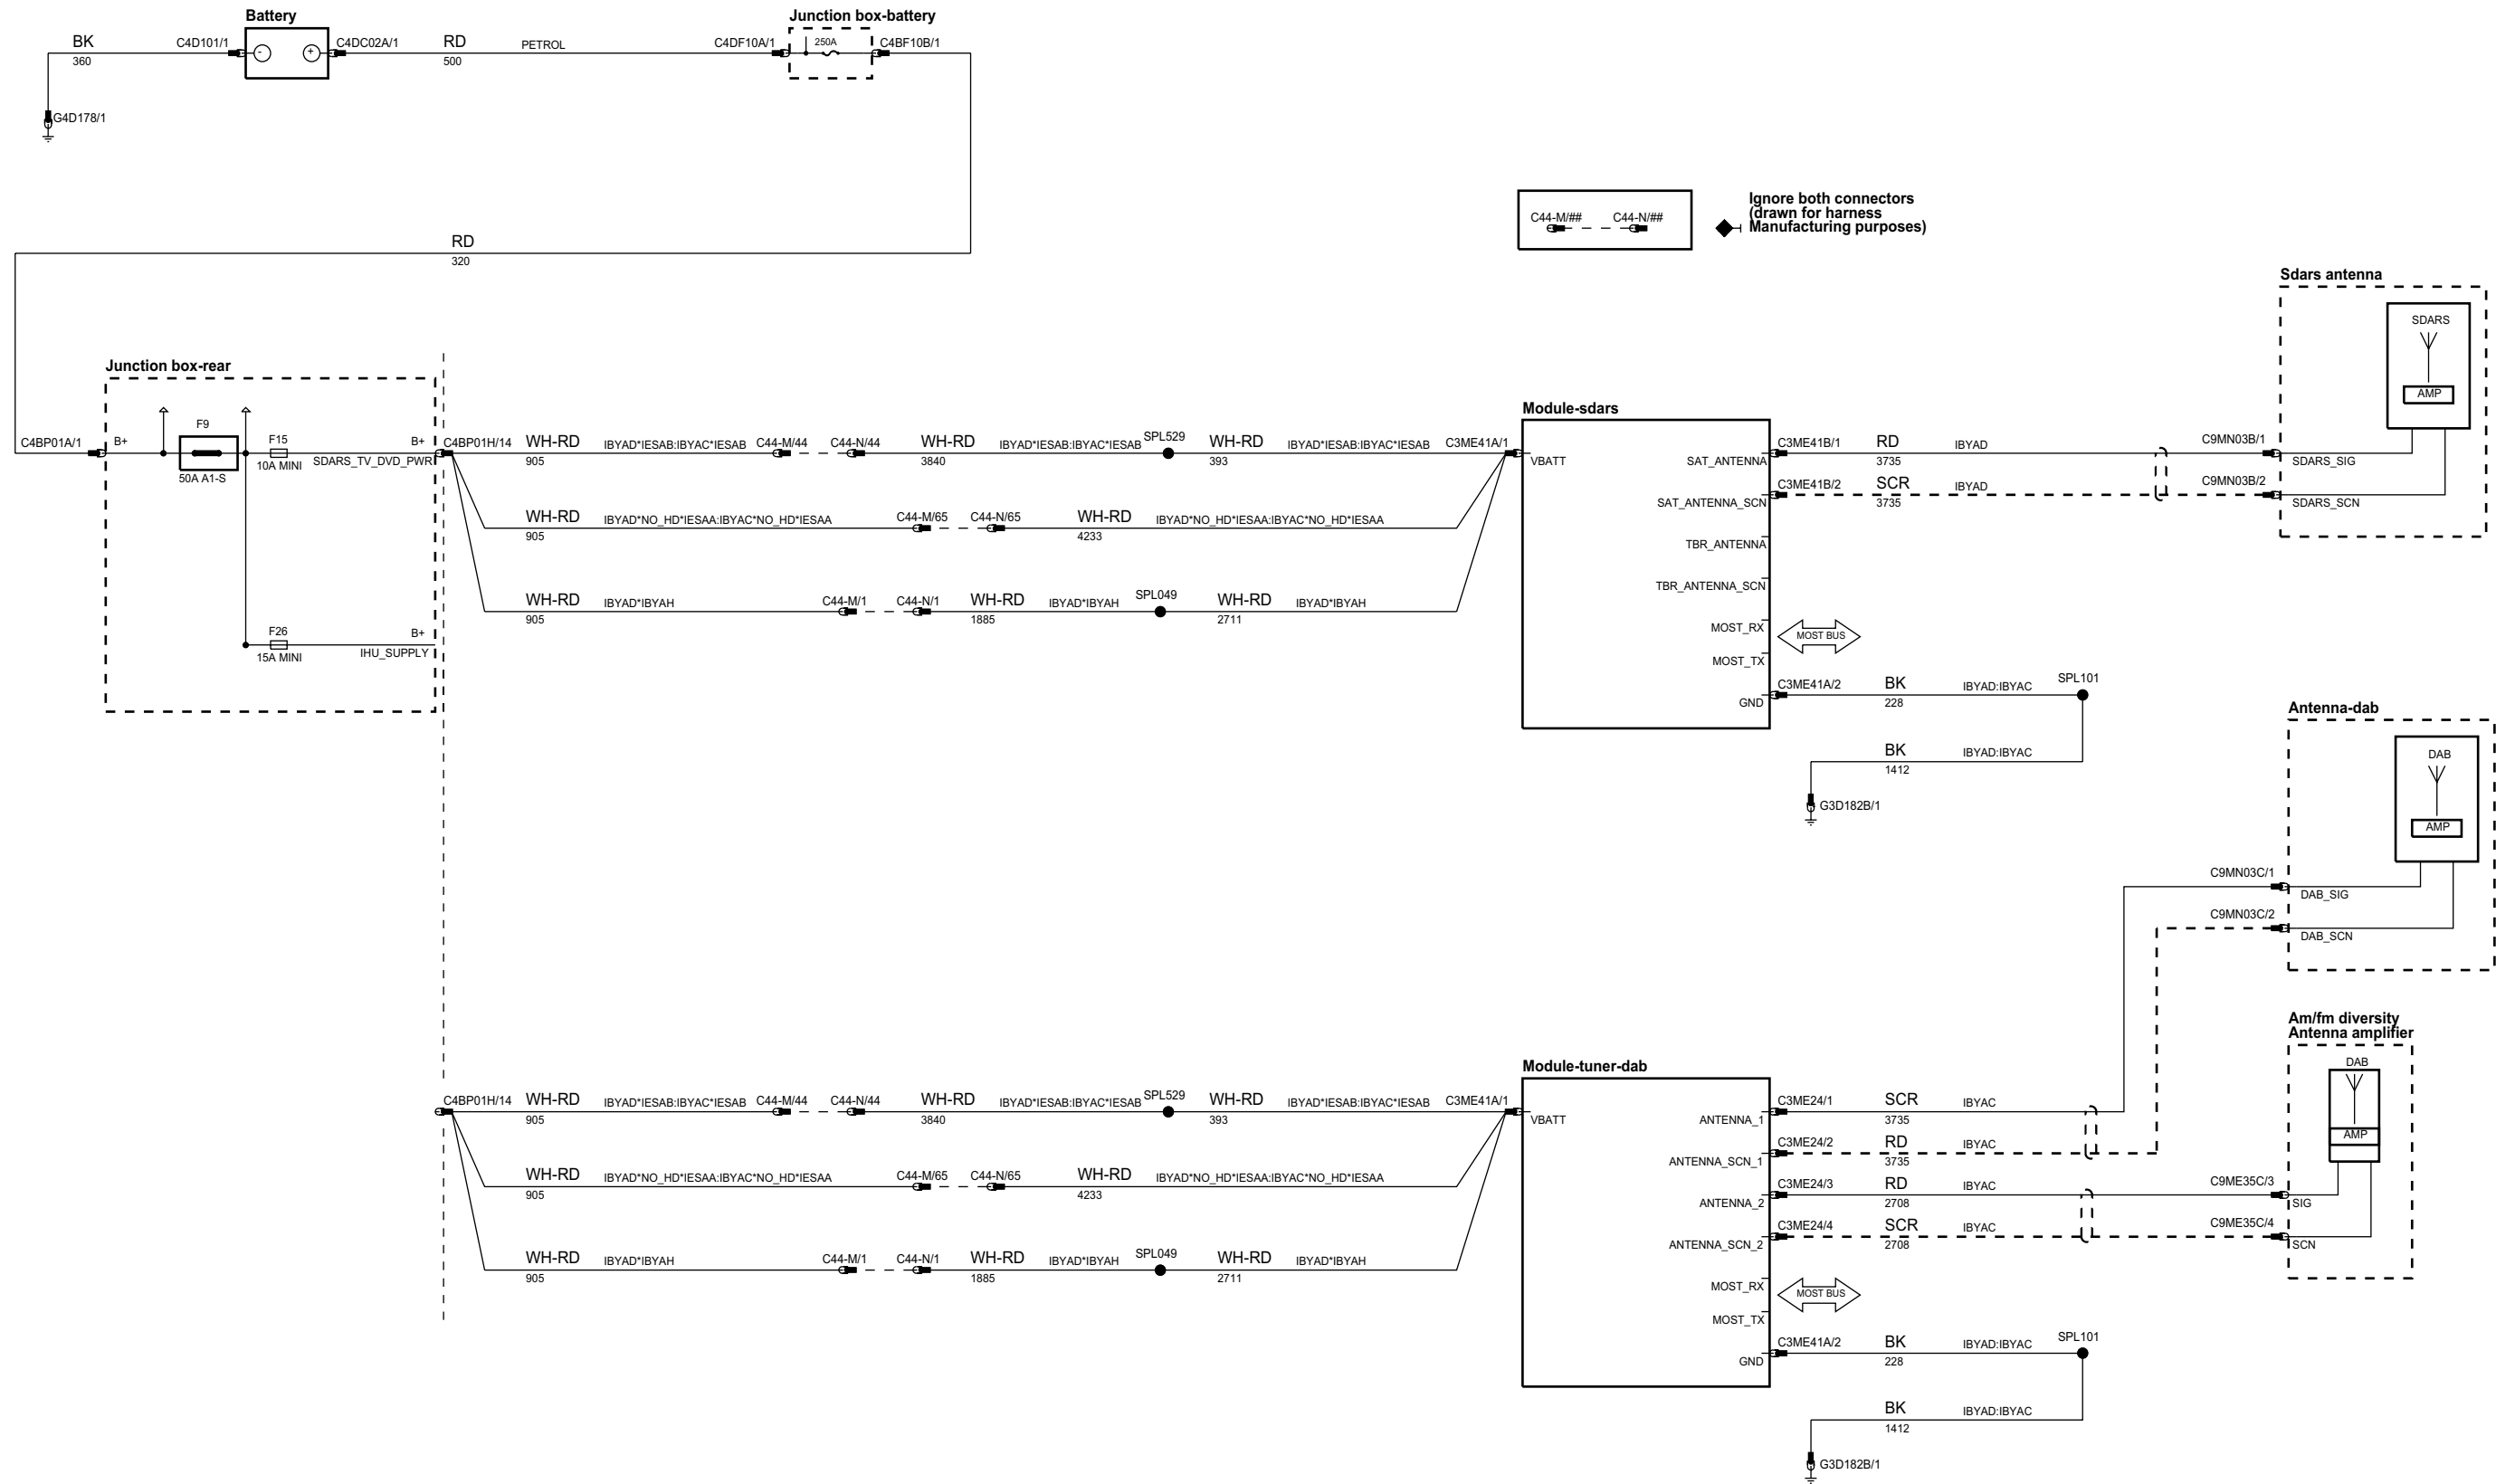 Battery
Junction box-battery
BK
360
C4D101/1
-
+
C4DC02A/1
RD
500
PETROL
C4DF10A/1
250A
C4BF10B/1
G4D178/1
C44-M/##
C44-N/##
Ignore both connectors
(drawn for harness
Manufacturing purposes)
RD
320
Sdars antenna
SDARS
AMP
Junction box-rear
C4BP01A/1
B+
F9
50A A1-S
F15
10A MINI
B+
SDARS_TV_DVD_PWR
F26
15A MINI
B+
IHU_SUPPLY
C4BP01H/14
WH-RD
905
IBYAD*IESAB:IBYAC*IESAB
C44-M/44
C44-N/44
WH-RD
3840
IBYAD*IESAB:IBYAC*IESAB
SPL529
WH-RD
393
IBYAD*IESAB:IBYAC*IESAB
C3ME41A/1
WH-RD
905
IBYAD*NO_HD*IESAA:IBYAC*NO_HD*IESAA
C44-M/65
C44-N/65
WH-RD
4233
IBYAD*NO_HD*IESAA:IBYAC*NO_HD*IESAA
WH-RD
905
IBYAD*IBYAH
C44-M/1
C44-N/1
WH-RD
1885
IBYAD*IBYAH
SPL049
WH-RD
2711
IBYAD*IBYAH
Module-sdars
VBATT
SAT_ANTENNA
SAT_ANTENNA_SCN
TBR_ANTENNA
TBR_ANTENNA_SCN
MOST_RX
MOST_TX
GND
MOST BUS
C3ME41B/1
RD
3735
IBYAD
C9MN03B/1
SDARS_SIG
C3ME41B/2
SCR
3735
IBYAD
C9MN03B/2
SDARS_SCN
C3ME41A/2
BK
228
IBYAD:IBYAC
SPL101
BK
1412
IBYAD:IBYAC
G3D182B/1
Antenna-dab
DAB
AMP
C9MN03C/1
DAB_SIG
C9MN03C/2
DAB_SCN
Am/fm diversity
Antenna amplifier
DAB
AMP
C4BP01H/14
WH-RD
905
IBYAD*IESAB:IBYAC*IESAB
C44-M/44
C44-N/44
WH-RD
3840
IBYAD*IESAB:IBYAC*IESAB
SPL529
WH-RD
393
IBYAD*IESAB:IBYAC*IESAB
C3ME41A/1
WH-RD
905
IBYAD*NO_HD*IESAA:IBYAC*NO_HD*IESAA
C44-M/65
C44-N/65
WH-RD
4233
IBYAD*NO_HD*IESAA:IBYAC*NO_HD*IESAA
WH-RD
905
IBYAD*IBYAH
C44-M/1
C44-N/1
WH-RD
1885
IBYAD*IBYAH
SPL049
WH-RD
2711
IBYAD*IBYAH
Module-tuner-dab
VBATT
ANTENNA_1
ANTENNA_SCN_1
ANTENNA_2
ANTENNA_SCN_2
MOST_RX
MOST_TX
GND
MOST BUS
C3ME24/1
SCR
3735
IBYAC
C3ME24/2
RD
3735
IBYAC
C3ME24/3
RD
2708
IBYAC
C9ME35C/3
SIG
C3ME24/4
SCR
2708
IBYAC
C9ME35C/4
SCN
C3ME41A/2
BK
228
IBYAD:IBYAC
SPL101
BK
1412
IBYAD:IBYAC
G3D182B/1